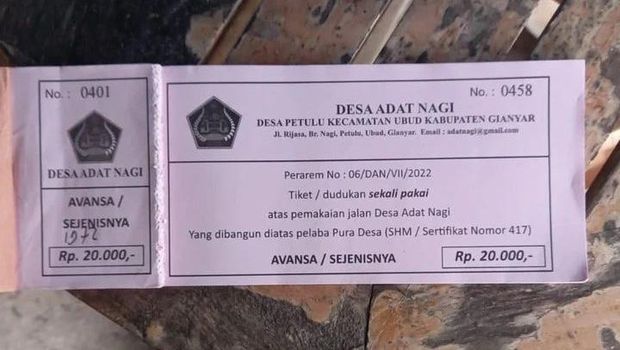 No. : 0401
DESA ADAT NAGI
AVANSA /
SEJENISNYA
1972
Rp. 20.000,-
No. : 0458
DESA ADAT NAGI
DESA PETULU KECAMATAN UBUD KABUPATEN GIANYAR
Jl. Rijasa, Br. Nagi, Petulu, Ubud, Gianyar. Email : adatnagi@gmail.com
Perarem No : 06/DAN/VII/2022
Tiket / dudukan sekali pakai
atas pemakaian jalan Desa Adat Nagi
Yang dibangun diatas pelaba Pura Desa (SHM / Sertifikat Nomor 417)
AVANSA / SEJENISNYA
Rp. 20.000,-